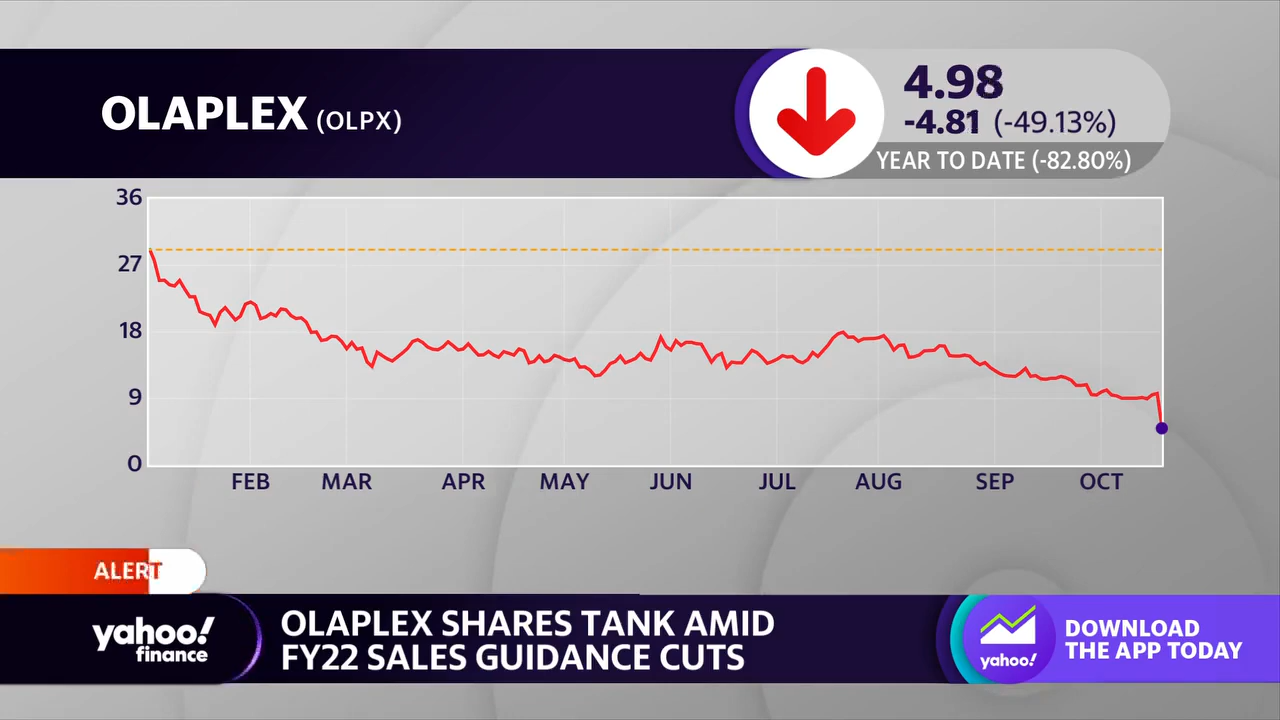 OLAPLEX (OLPX)
4.98
-4.81 (-49.13%)
YEAR TO DATE (-82.80%)
36
27
18
9
0
FEB MAR APR MAY JUN JUL AUG SEP OCT
ALERT
yahoo!
finance
OLAPLEX SHARES TANK AMID
FY22 SALES GUIDANCE CUTS
yahoo!
DOWNLOAD
THE APP TODAY